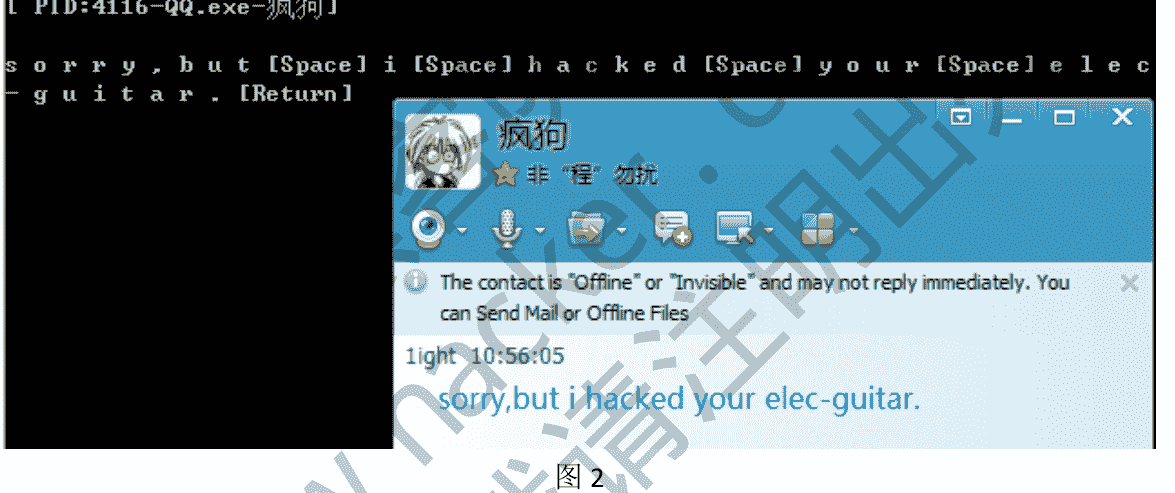 [ PID:4116-QQ.exe-疯狗]
s o r r y , b u t [Space] i [Space] h a c k e d [Space] y o u r [Space] e l e c
- g u i t a r . [Return]
疯狗
非 "程" 勿扰
The contact is "Offline" or "Invisible" and may not reply immediately. You
can Send Mail or Offline Files
1ight 10:56:05
sorry,but i hacked your elec-guitar.
图 2